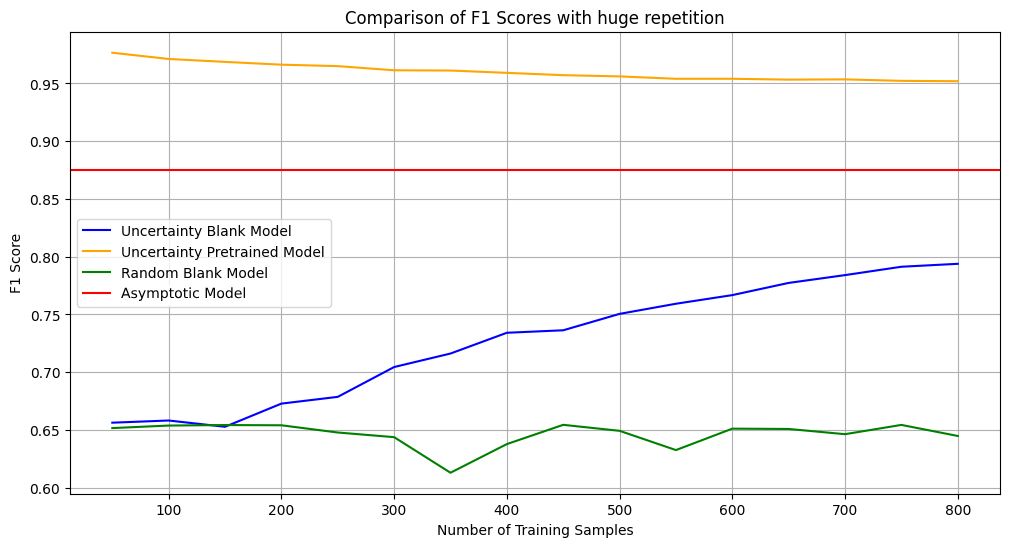 Comparison of F1 Scores with huge repetition
0.95
0.90
0.85
0.80
0.75
0.70
0.65
0.60
F1 Score
Uncertainty Blank Model
Uncertainty Pretrained Model
Random Blank Model
Asymptotic Model
100 200 300 400 500 600 700 800
Number of Training Samples